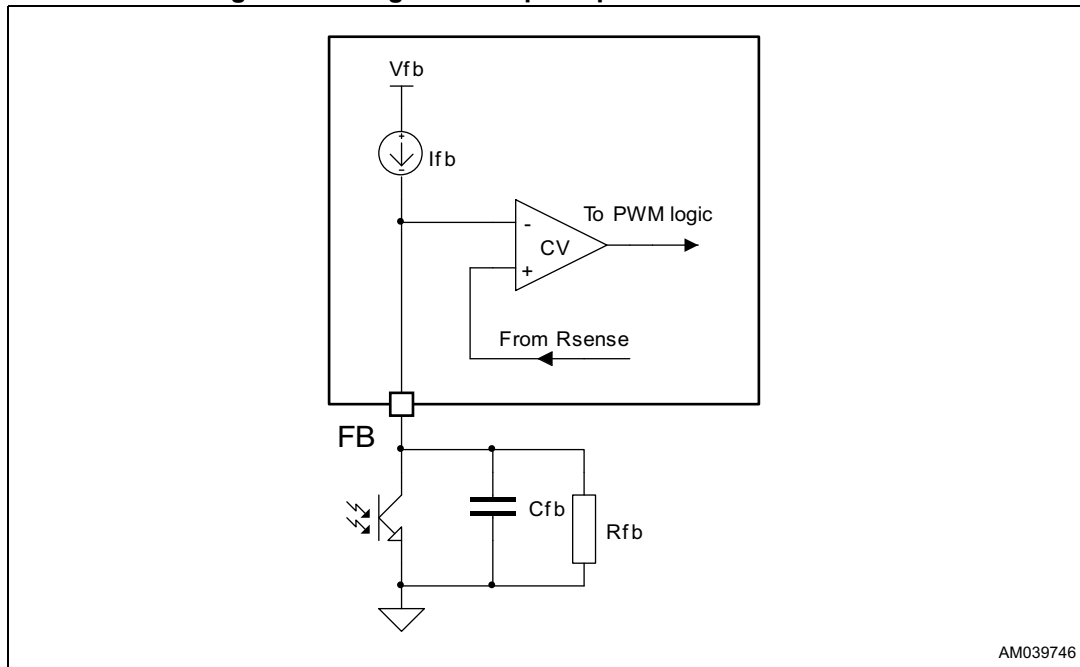 Vfb
Ifb
To PWM logic
-
CV
+
From Rsense
FB
Cfb
Rfb
AM039746